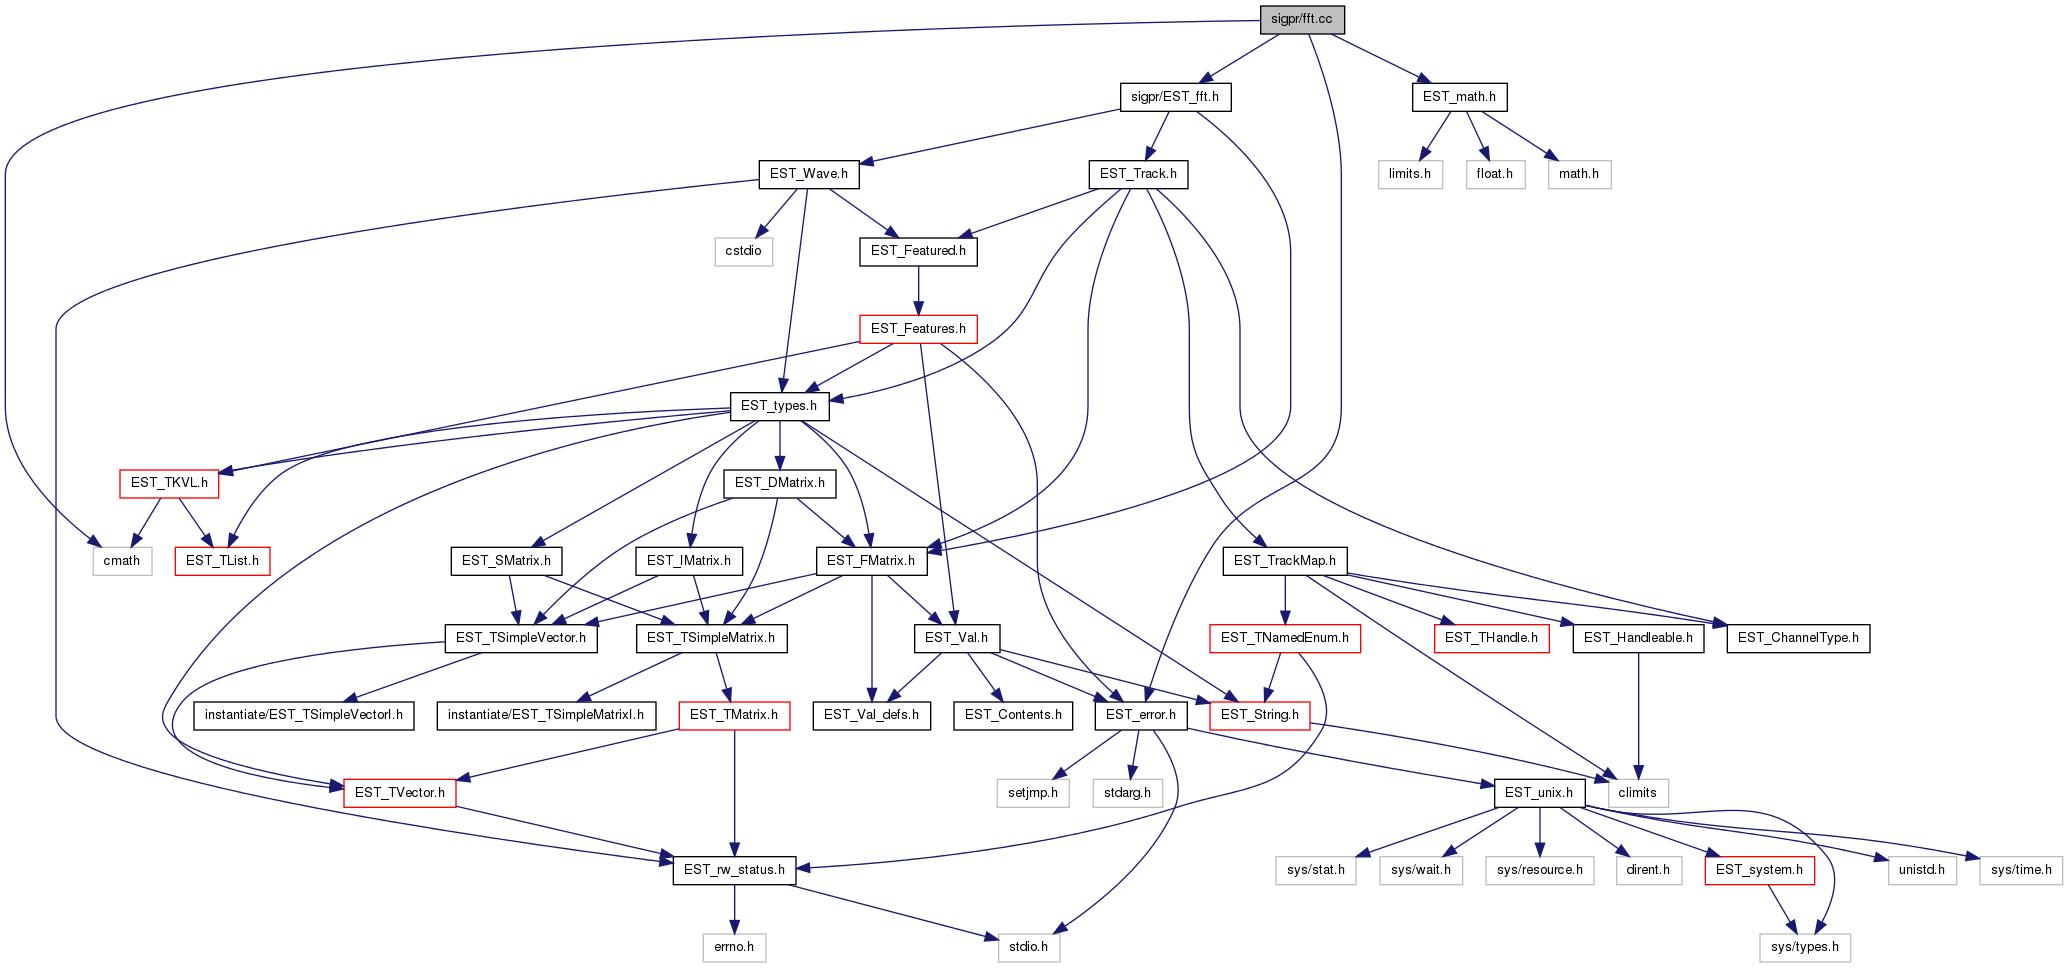 sigpr/fft.cc
sigpr/EST_fft.h
EST_math.h
EST_Wave.h
EST_Track.h
limits.h
float.h
math.h
cstdio
EST_Featured.h
EST_Features.h
EST_types.h
EST_TKVL.h
EST_DMatrix.h
cmath
EST_TList.h
EST_SMatrix.h
EST_IMatrix.h
EST_FMatrix.h
EST_TrackMap.h
EST_TSimpleVector.h
EST_TSimpleMatrix.h
EST_Val.h
EST_TNamedEnum.h
EST_THandle.h
EST_Handleable.h
EST_ChannelType.h
instantiate/EST_TSimpleVectorI.h
instantiate/EST_TSimpleMatrixI.h
EST_TMatrix.h
EST_Val_defs.h
EST_Contents.h
EST_error.h
EST_String.h
EST_TVector.h
setjmp.h
stdarg.h
EST_unix.h
climits
EST_rw_status.h
sys/stat.h
sys/wait.h
sys/resource.h
dirent.h
EST_system.h
unistd.h
sys/time.h
errno.h
stdio.h
sys/types.h